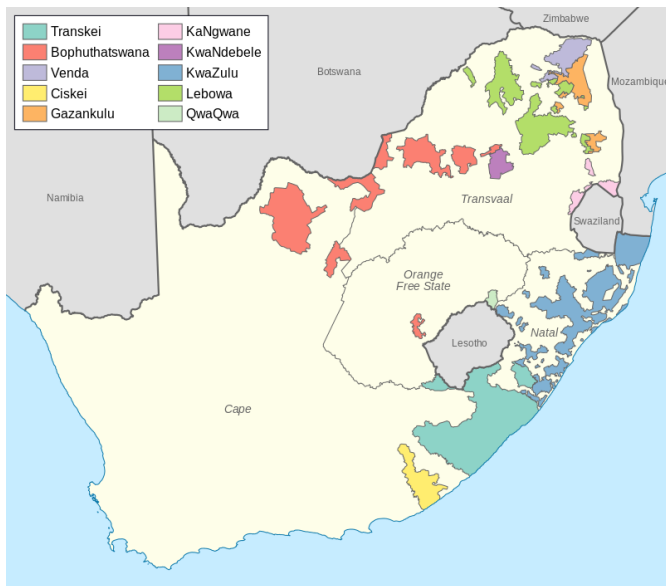 Transkei
Bophuthatswana
Venda
Ciskei
Gazankulu
KaNgwane
KwaNdebele
KwaZulu
Lebowa
QwaQwa
Zimbabwe
Botswana
Mozambique
Namibia
Transvaal
Swaziland
Orange
Free State
Natal
Lesotho
Cape